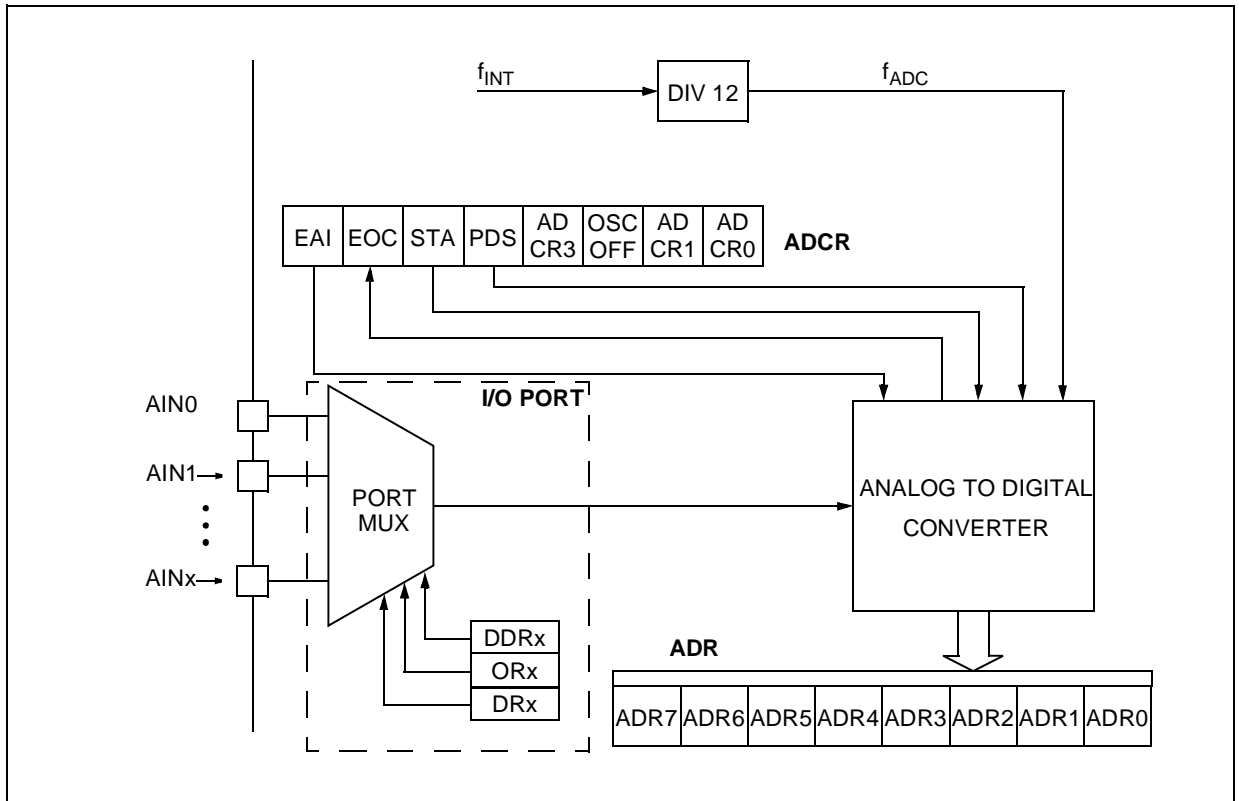 fINT
DIV 12
fADC
EAI EOC STA PDS AD CR3 OSC OFF AD CR1 AD CR0
ADCR
I/O PORT
AIN0
AIN1
AINx
PORT
MUX
ANALOG TO DIGITAL
CONVERTER
DDRx
ORx
DRx
ADR
ADR7 ADR6 ADR5 ADR4 ADR3 ADR2 ADR1 ADR0